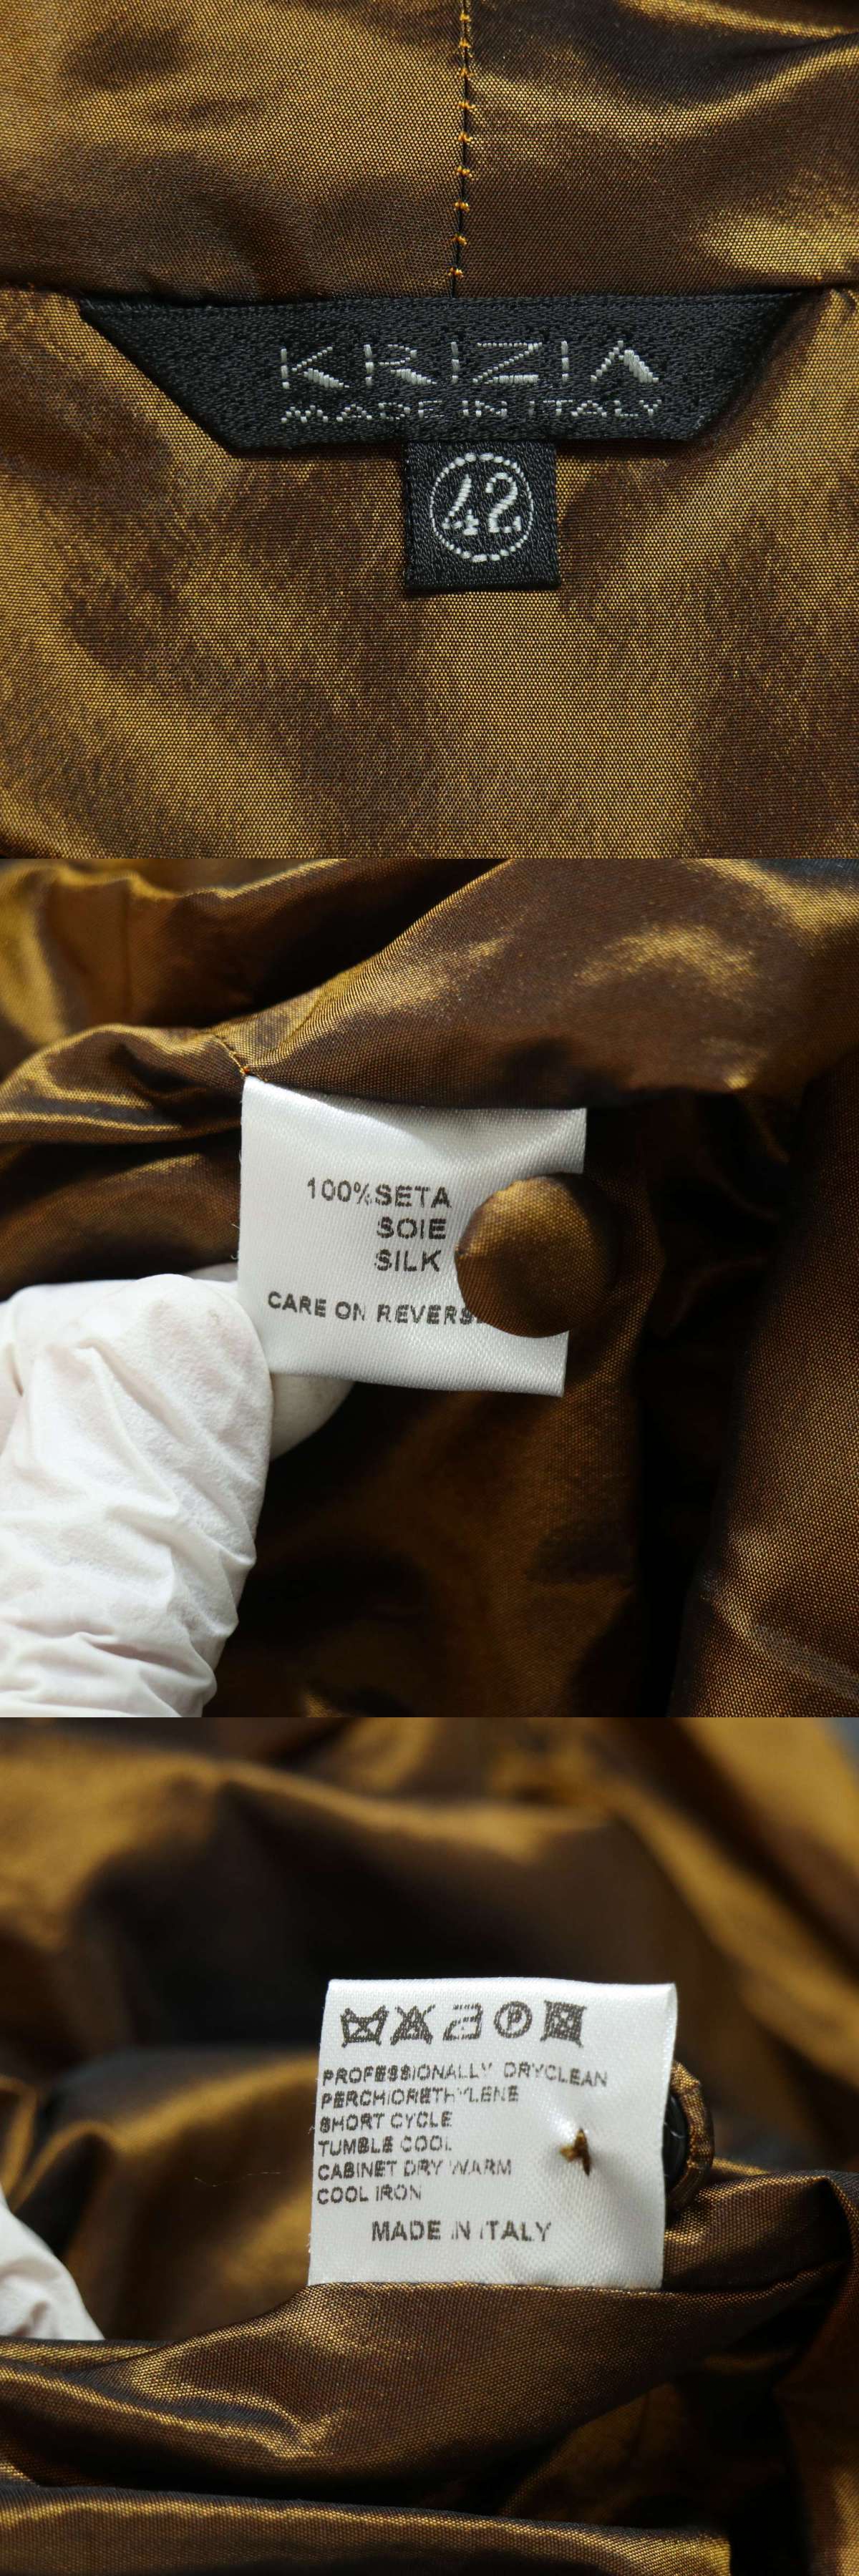 KRIZIA
MADE IN ITALY
42
100%SETA
SOIE
SILK
CARE ON REVERS
P
PROFESSIONALLY DRYCLEAN
PERCHIORETHYLENE
SHORT CYCLE
TUMBLE COOL
CABINET DRY WARM
COOL IRON
MADE IN ITALY